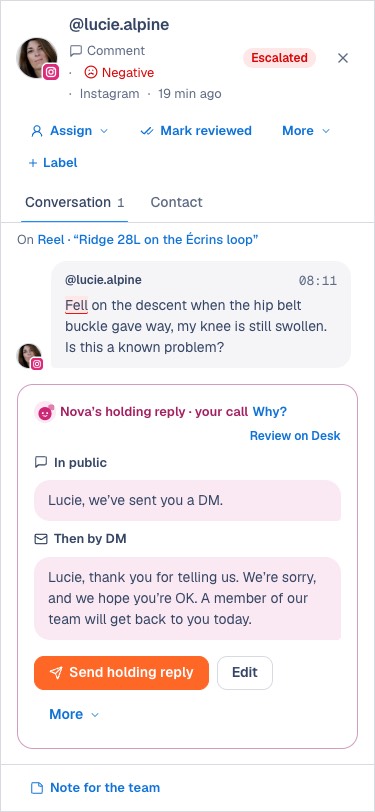 @lucie.alpine
Comment
· Negative
· Instagram · 19 min ago
Escalated
Assign
Mark reviewed
More
+ Label
Conversation 1
Contact
On Reel · “Ridge 28L on the Écrins loop”
@lucie.alpine 08:11
Fell on the descent when the hip belt
buckle gave way, my knee is still swollen.
Is this a known problem?
Nova’s holding reply · your call Why?
Review on Desk
In public
Lucie, we’ve sent you a DM.
Then by DM
Lucie, thank you for telling us. We’re sorry,
and we hope you’re OK. A member of our
team will get back to you today.
Send holding reply
Edit
More
Note for the team